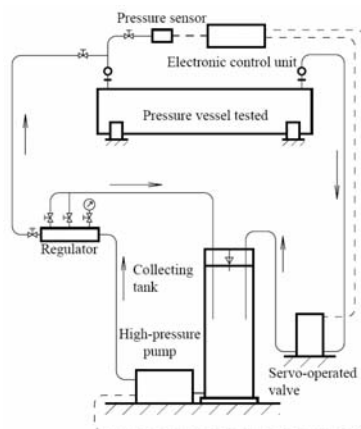 Pressure sensor
Electronic control unit
Pressure vessel tested
Regulator
Collecting
tank
High-pressure
pump
Servo-operated
valve